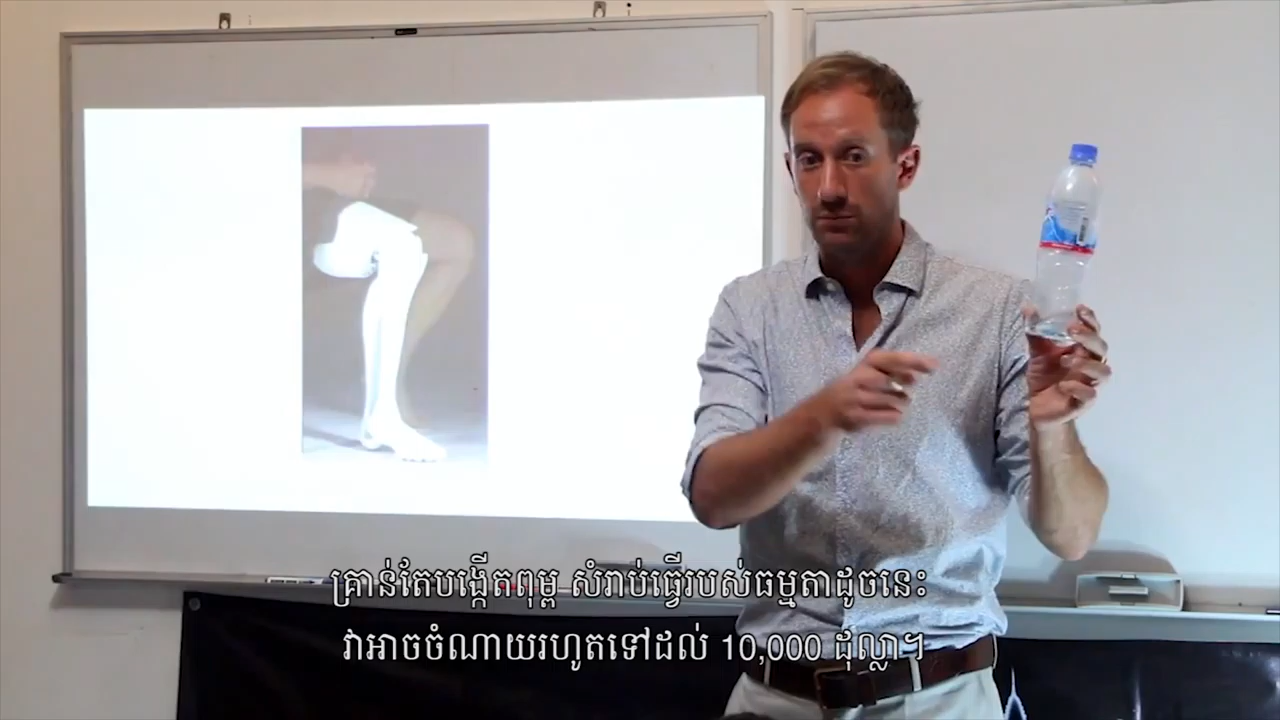 គ្រាន់តែបង្កើតពុម្ព សំរាប់ធ្វើរបស់ធម្មតាដូចនេះ
វាអាចចំណាយរហូតទៅដល់ 10,000 ដុល្លា។